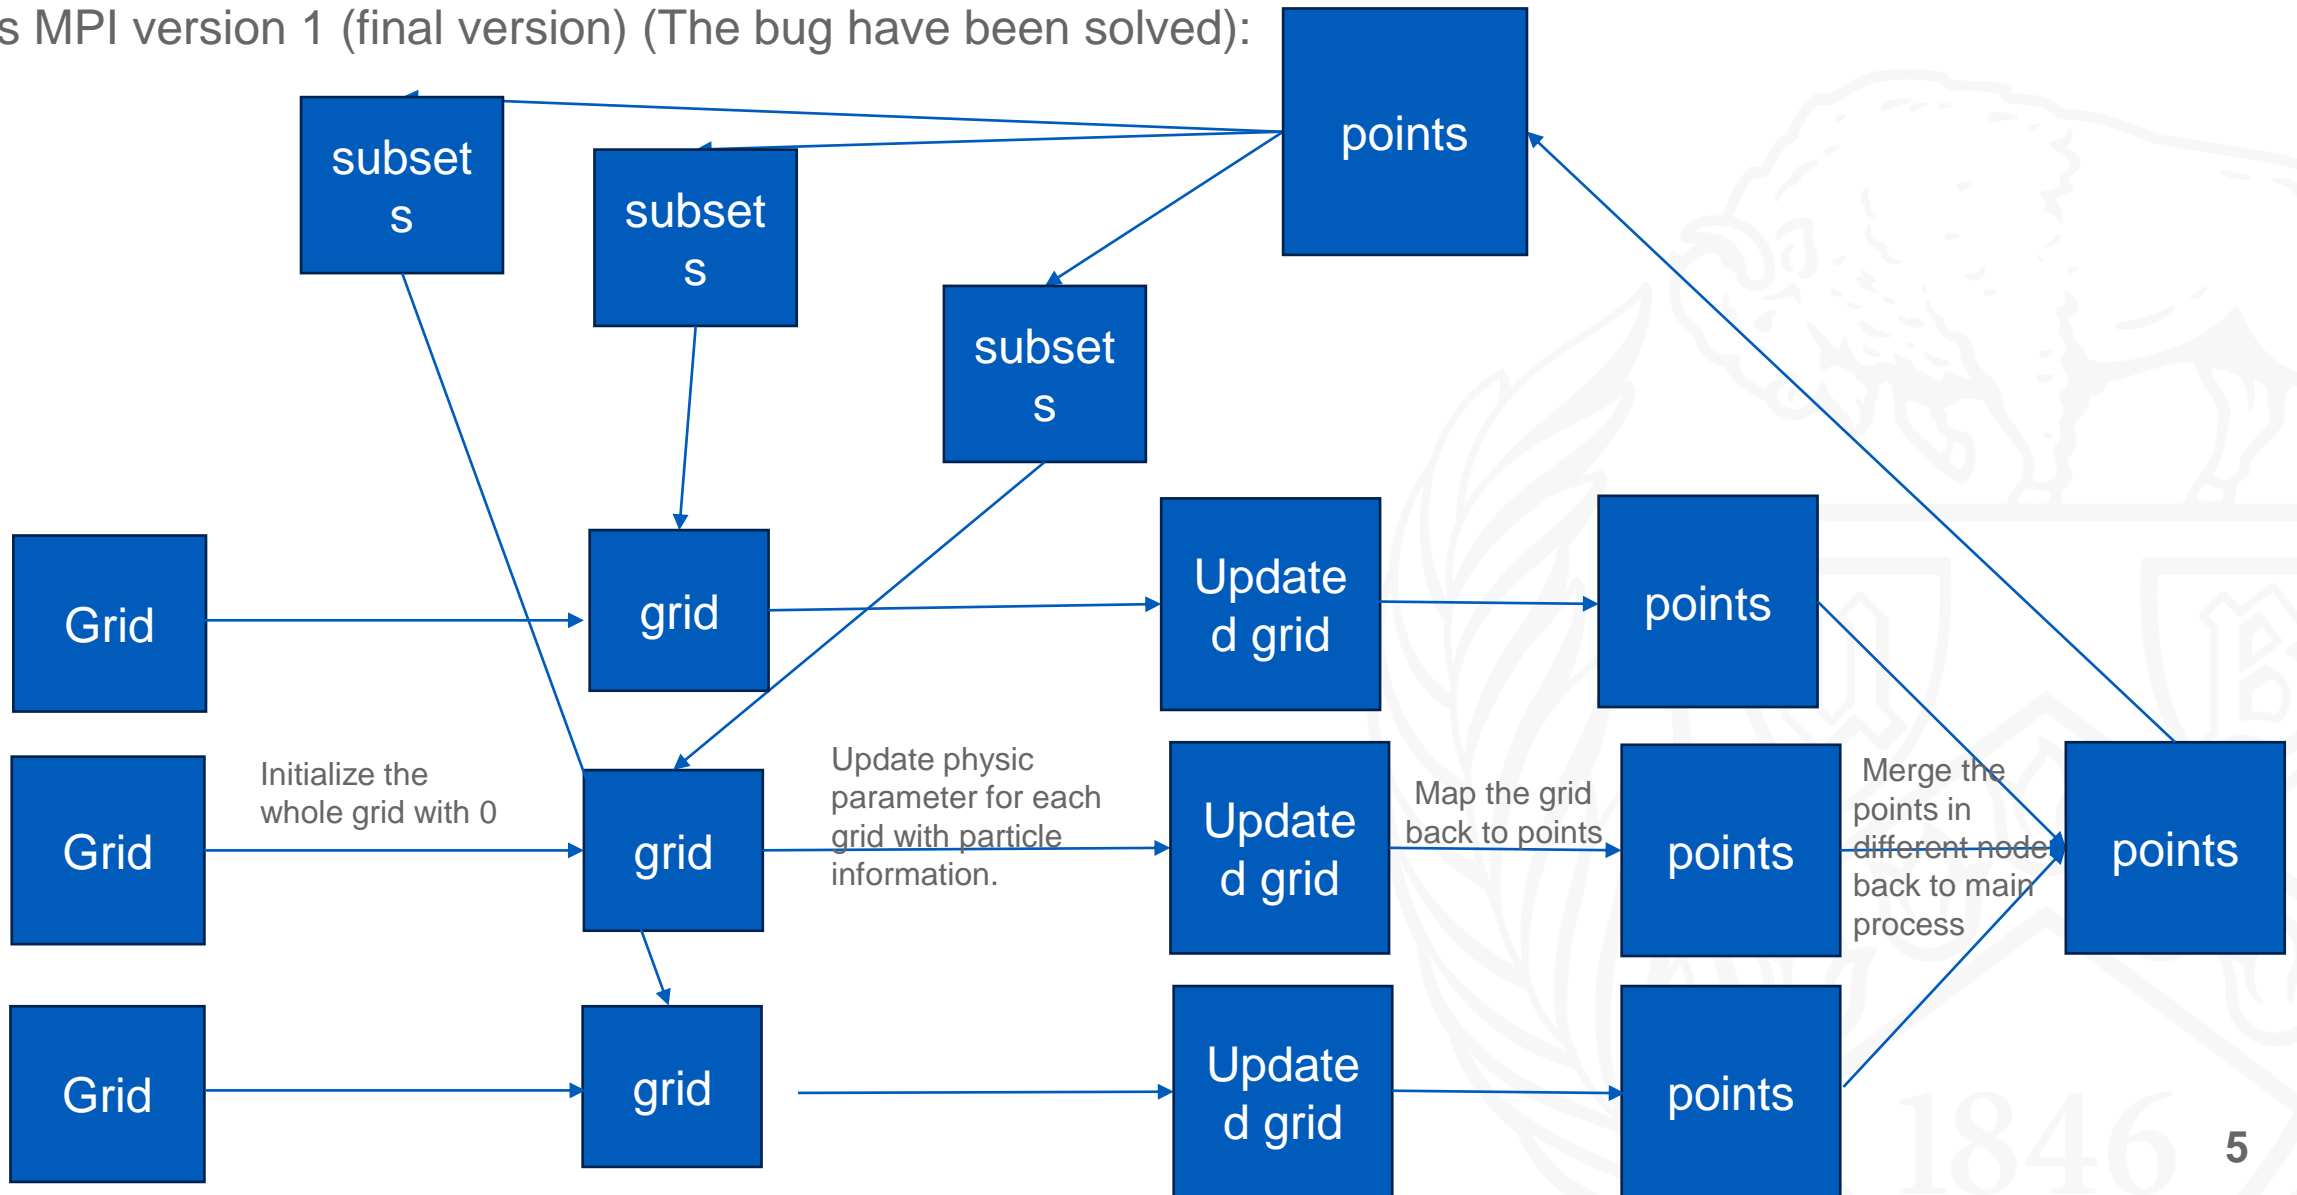 s MPI version 1 (final version) (The bug have been solved):
points
subset
s
subset
s
subset
s
Grid
grid
Update
d grid
points
Grid
Initialize the
whole grid with 0
grid
Update physic
parameter for each
grid with particle
information.
Update
d grid
Map the grid
back to points
points
Merge the
points in
different node
back to main
process
points
Grid
grid
Update
d grid
points
1846
5